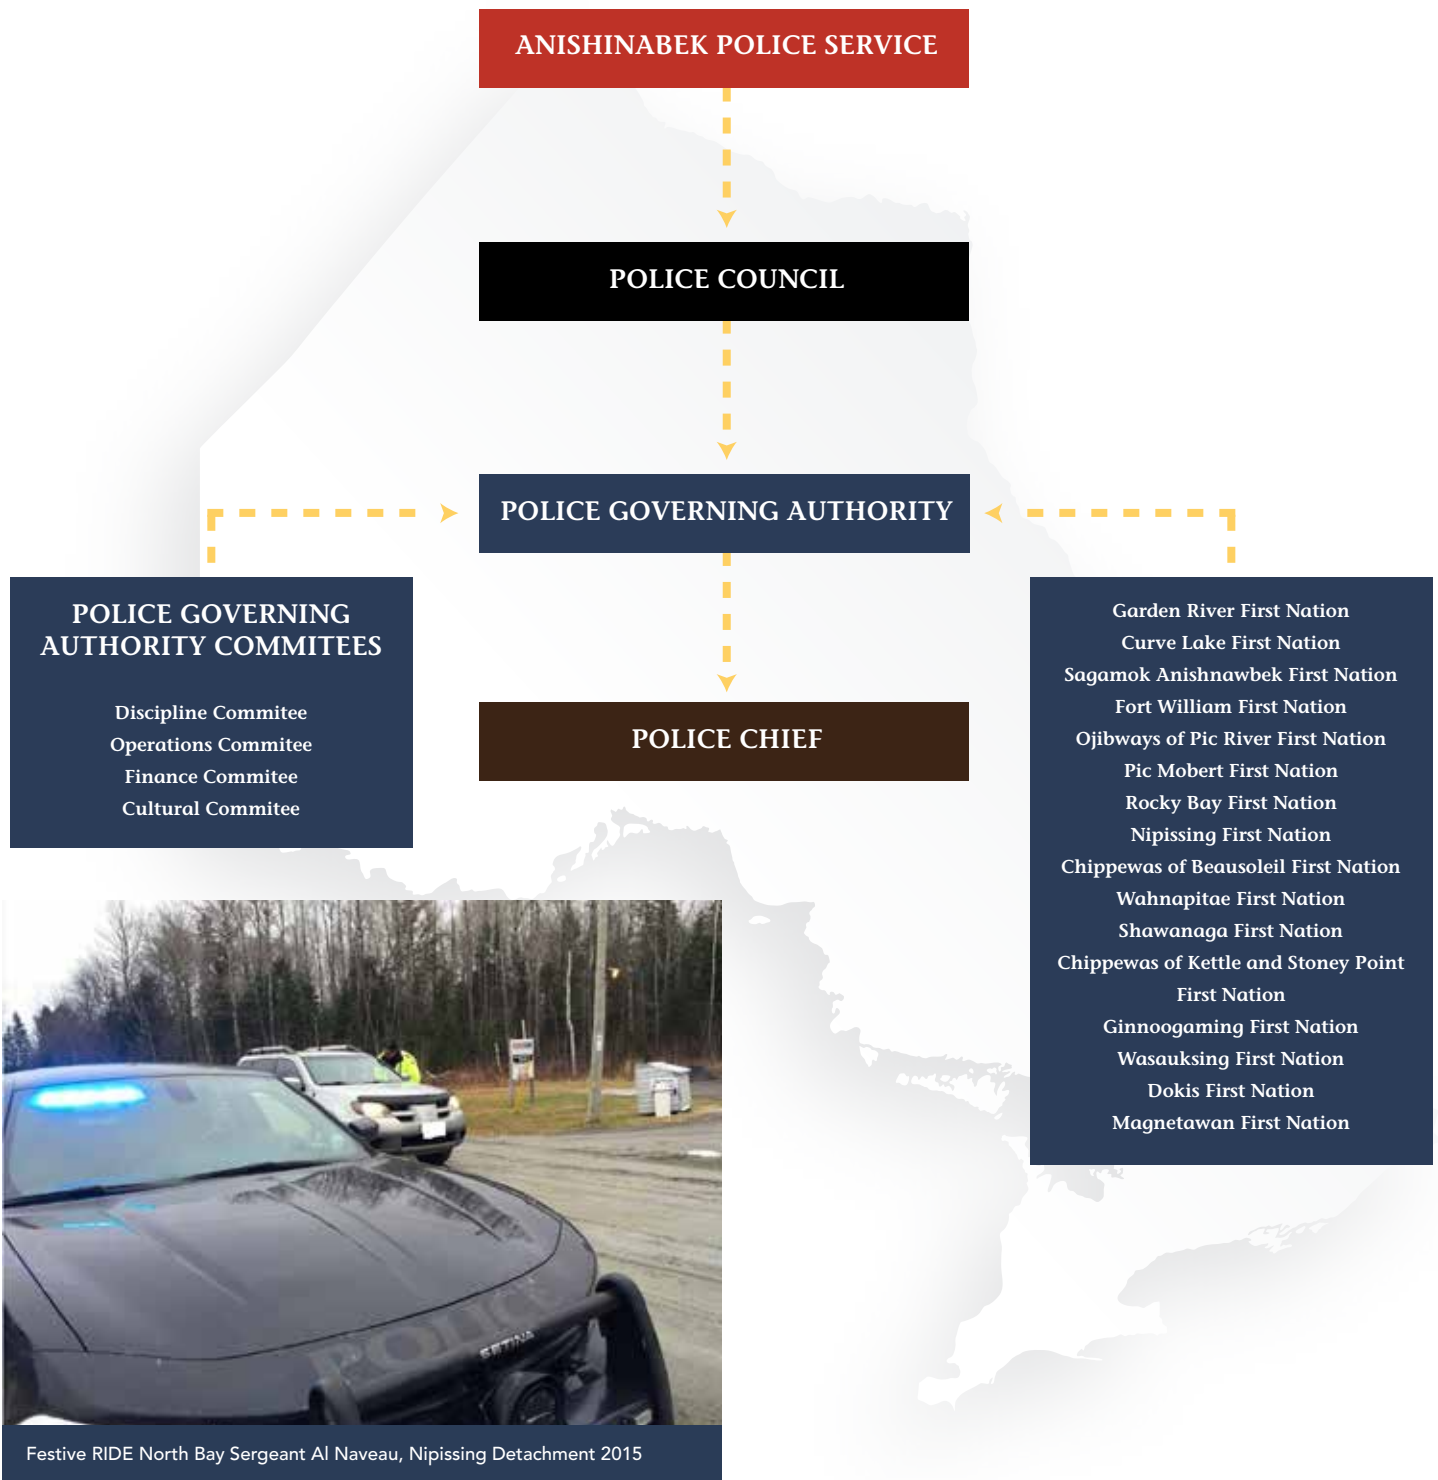 ANISHINABEK POLICE SERVICE
POLICE COUNCIL
POLICE GOVERNING AUTHORITY
POLICE GOVERNING
AUTHORITY COMMITEES
Discipline Commitee
Operations Commitee
Finance Commitee
Cultural Commitee
POLICE CHIEF
Garden River First Nation
Curve Lake First Nation
Sagamok Anishnawbek First Nation
Fort William First Nation
Ojibways of Pic River First Nation
Pic Mobert First Nation
Rocky Bay First Nation
Nipissing First Nation
Chippewas of Beausoleil First Nation
Wahnapitae First Nation
Shawanaga First Nation
Chippewas of Kettle and Stoney Point
First Nation
Ginnoogaming First Nation
Wasauksing First Nation
Dokis First Nation
Magnetawan First Nation
POLICE
SETINA
Festive RIDE North Bay Sergeant Al Naveau, Nipissing Detachment 2015